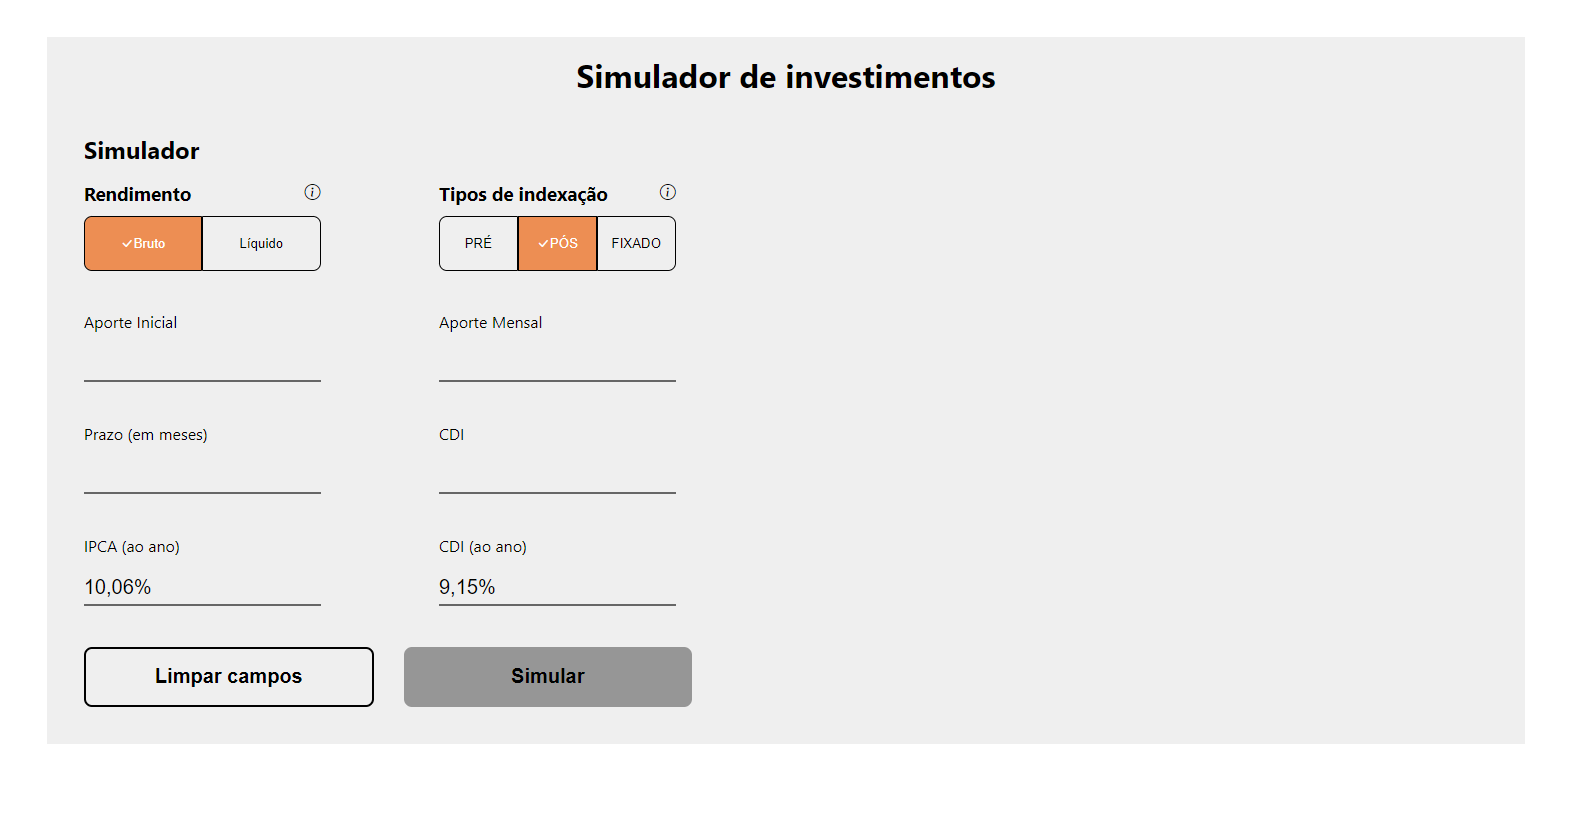 Simulador de investimentos
Simulador
Rendimento
Tipos de indexação
Bruto
Líquido
PRÉ
PÓS
FIXADO
Aporte Inicial
Aporte Mensal
Prazo (em meses)
CDI
IPCA (ao ano)
CDI (ao ano)
10,06%
9,15%
Limpar campos
Simular